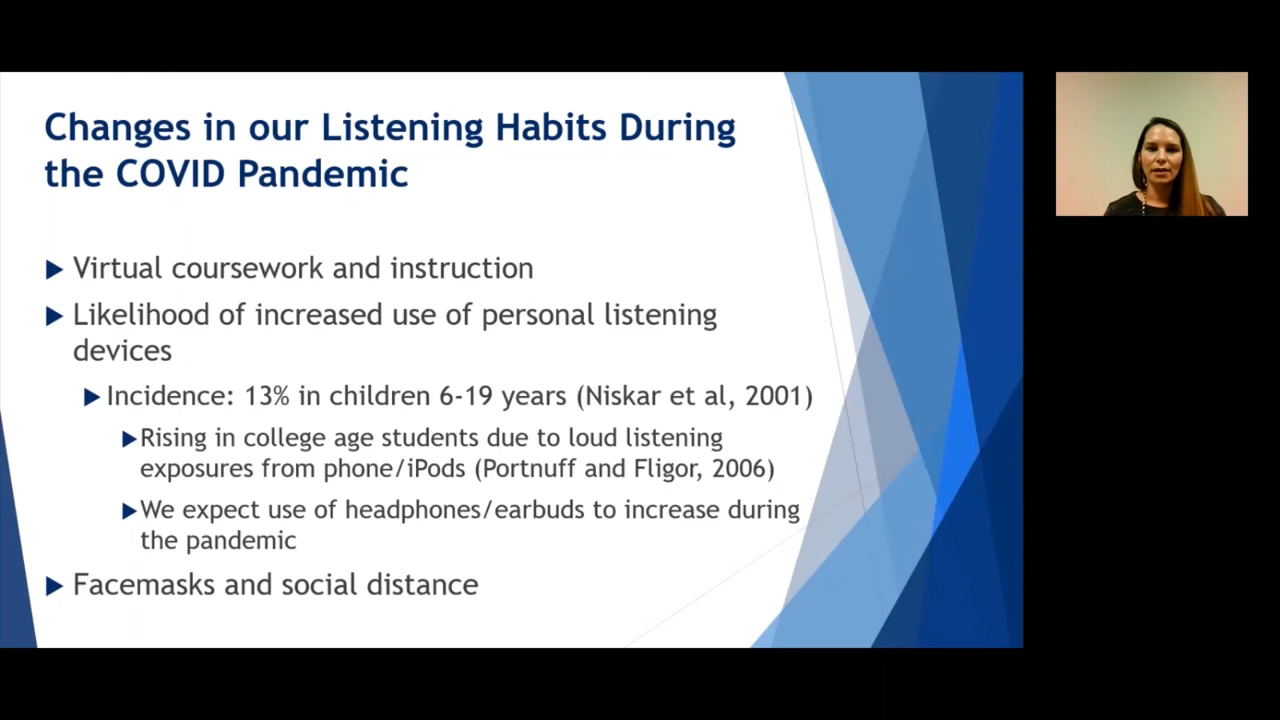 Changes in our Listening Habits During
the COVID Pandemic
Virtual coursework and instruction
Likelihood of increased use of personal listening
devices
Incidence: 13% in children 6-19 years (Niskar et al, 2001)
Rising in college age students due to loud listening
exposures from phone/iPods (Portnuff and Fligor, 2006)
We expect use of headphones/earbuds to increase during
the pandemic
Facemasks and social distance